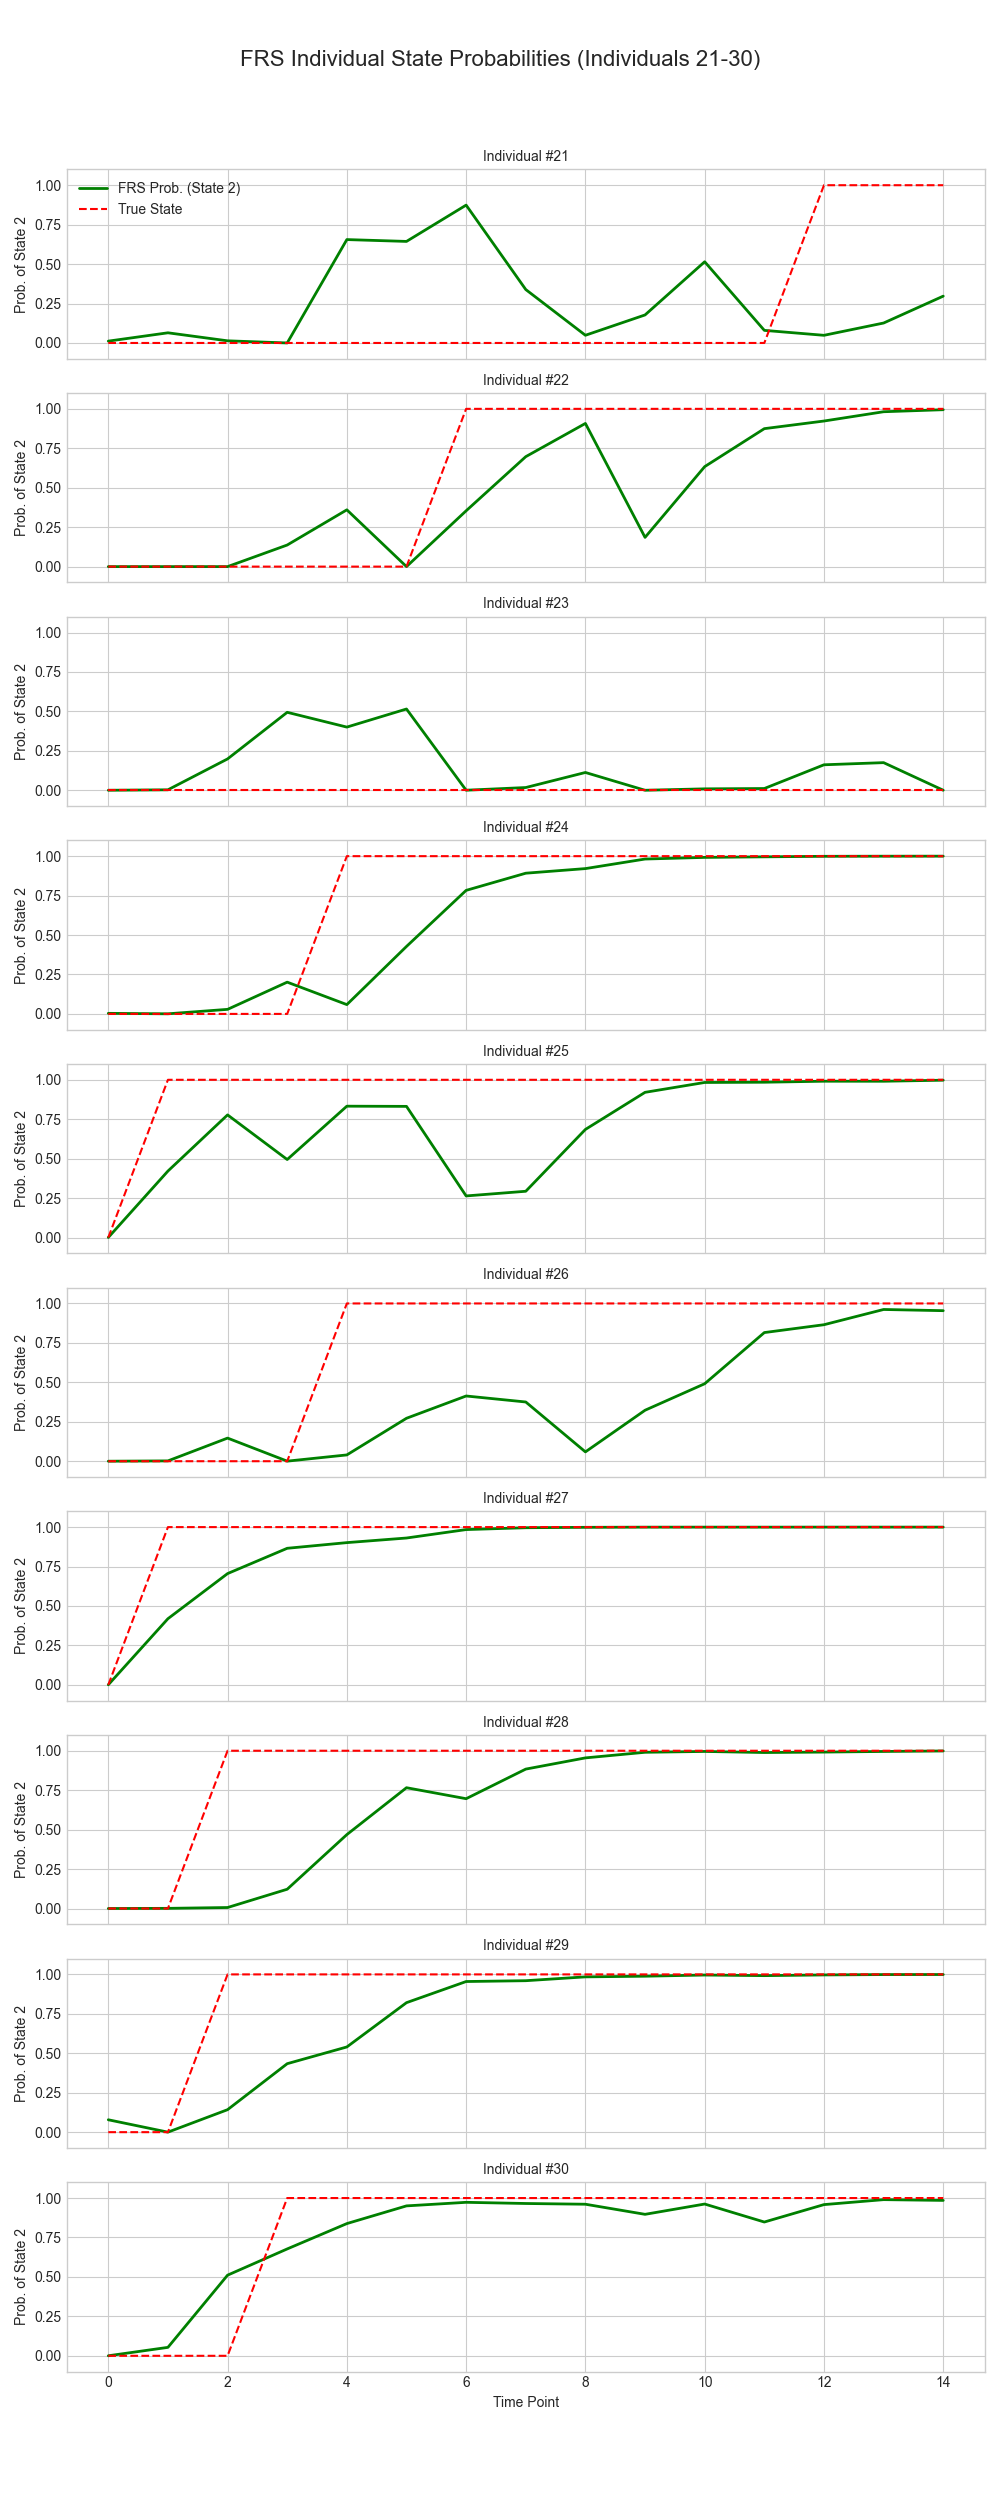 FRS Individual State Probabilities (Individuals 21-30)
Individual #21
FRS Prob. (State 2)
True State
Prob. of State 2
1.00
0.75
0.50
0.25
0.00
Individual #22
Prob. of State 2
1.00
0.75
0.50
0.25
0.00
Individual #23
Prob. of State 2
1.00
0.75
0.50
0.25
0.00
Individual #24
Prob. of State 2
1.00
0.75
0.50
0.25
0.00
Individual #25
Prob. of State 2
1.00
0.75
0.50
0.25
0.00
Individual #26
Prob. of State 2
1.00
0.75
0.50
0.25
0.00
Individual #27
Prob. of State 2
1.00
0.75
0.50
0.25
0.00
Individual #28
Prob. of State 2
1.00
0.75
0.50
0.25
0.00
Individual #29
Prob. of State 2
1.00
0.75
0.50
0.25
0.00
Individual #30
Prob. of State 2
1.00
0.75
0.50
0.25
0.00
0 2 4 6 8 10 12 14
Time Point